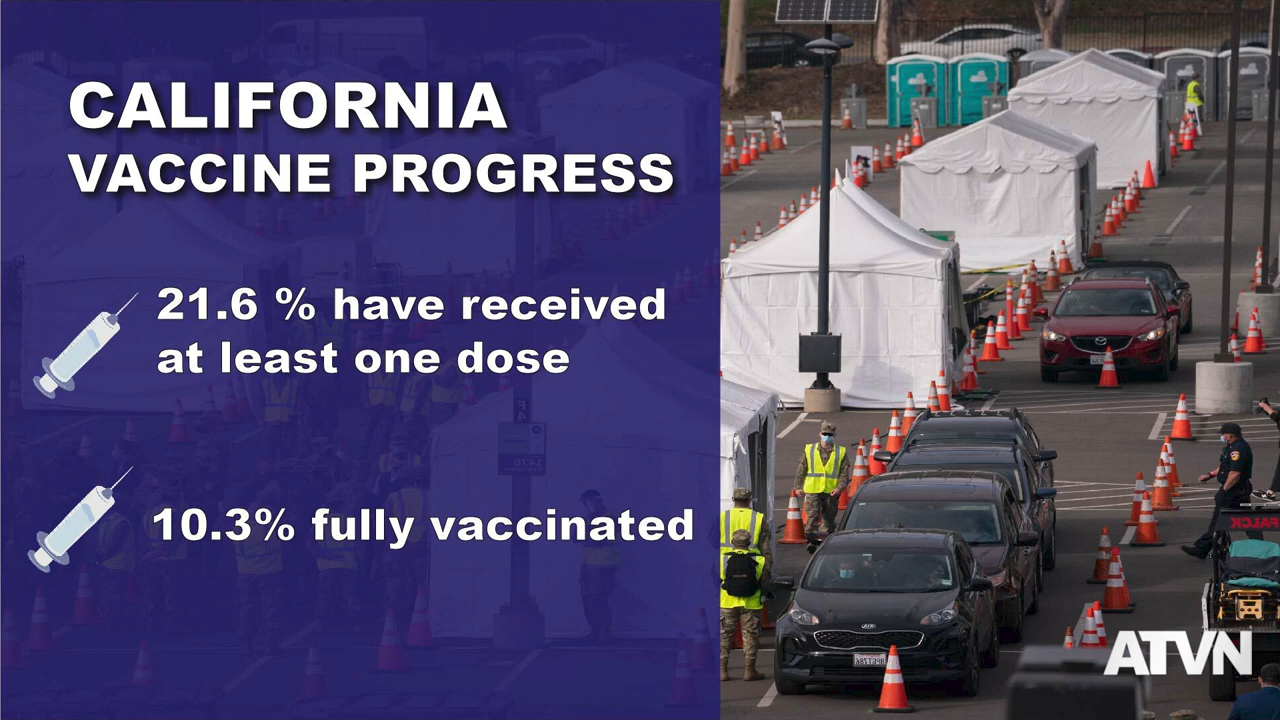 CALIFORNIA
VACCINE PROGRESS
21.6 % have received
at least one dose
10.3% fully vaccinated
ATVN